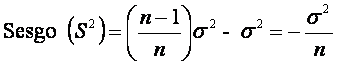 Sesgo (S²) = ((n−1)/n)σ² - σ² = −σ²/n